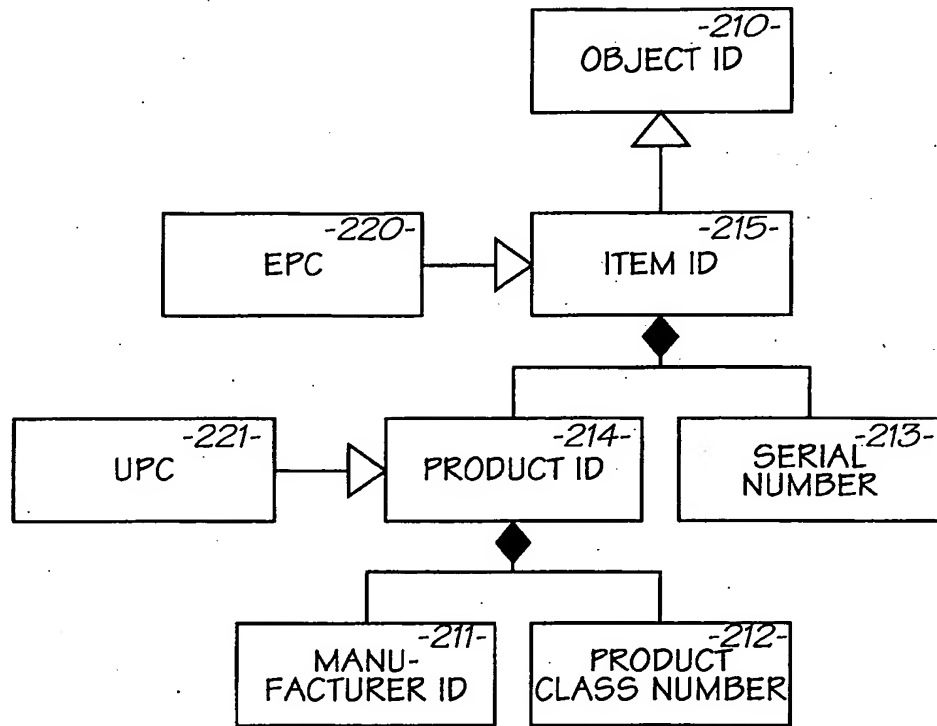 -210-
OBJECT ID
-220-
EPC
-215-
ITEM ID
-221-
UPC
-214-
PRODUCT ID
-213-
SERIAL
NUMBER
-211-
MANU-
FACTURER ID
-212-
PRODUCT
CLASS NUMBER